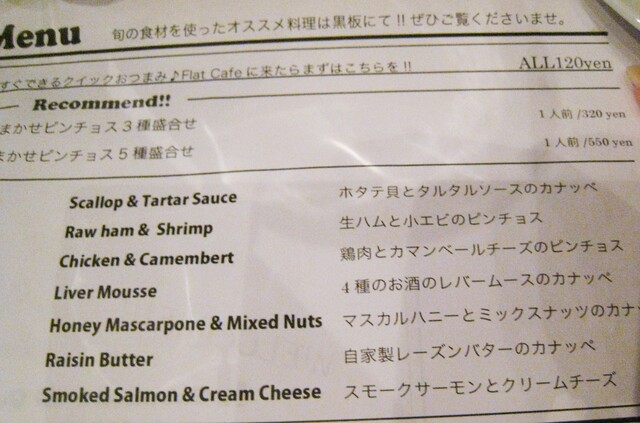 Menu 旬の食材を使ったオススメ料理は黒板にて!!ぜひご覧くださいませ。
すぐできるクイックおつまみ♪Flat Cafeに来たらまずはこちらを!! ALL120yen
Recommend!!
まかせピンチョス3種盛合せ 1人前/320 yen
まかせピンチョス5種盛合せ 1人前/550 yen
Scallop & Tartar Sauce ホタテ貝とタルタルソースのカナッペ
Raw ham & Shrimp 生ハムと小エビのピンチョス
Chicken & Camembert 鶏肉とカマンベールチーズのピンチョス
Liver Mousse 4種のお酒のレバームースのカナッペ
Honey Mascarpone & Mixed Nuts マスカルハニーとミックスナッツのカナ
Raisin Butter 自家製レーズンバターのカナッペ
Smoked Salmon & Cream Cheese スモークサーモンとクリームチーズ